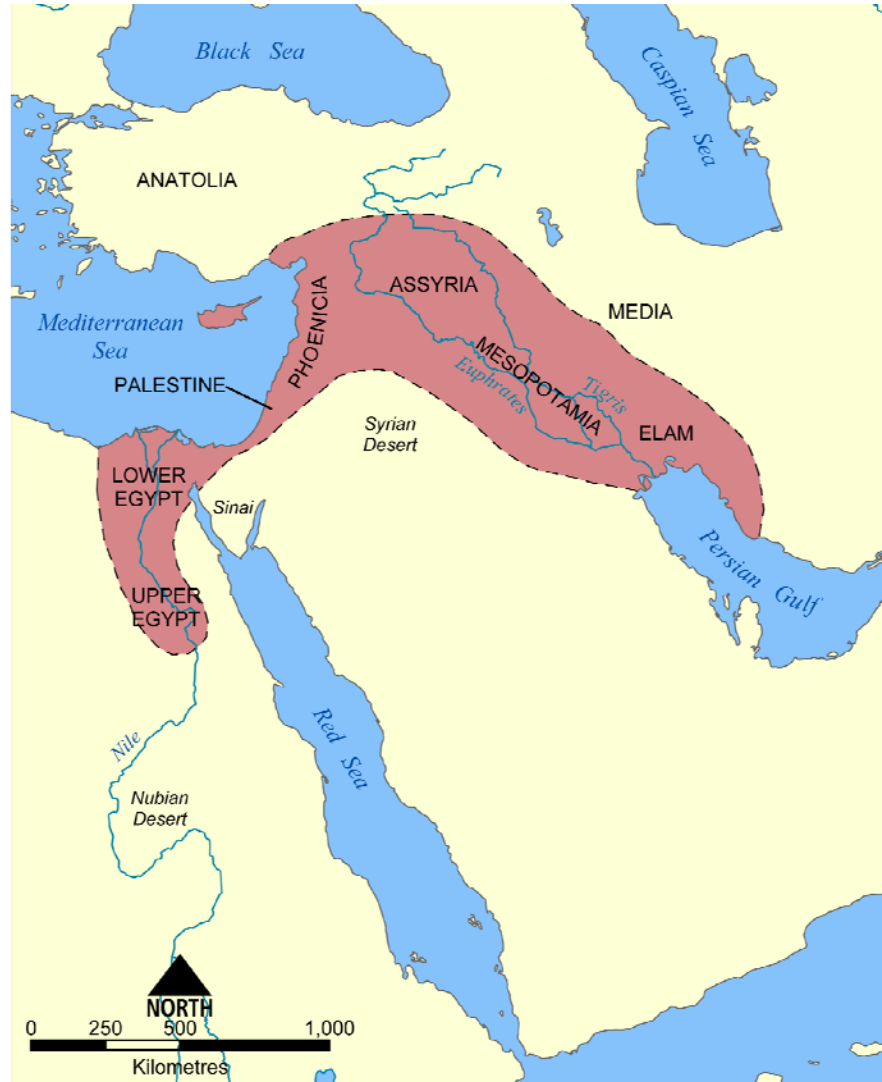 Black Sea
Caspian Sea
ANATOLIA
ASSYRIA
MEDIA
Mediterranean
Sea
PHOENICIA
MESOPOTAMIA
Tigris
Euphrates
PALESTINE
Syrian
Desert
ELAM
LOWER
EGYPT
Sinai
Persian Gulf
UPPER
EGYPT
Red Sea
Nile
Nubian
Desert
NORTH
0 250 500 1,000
Kilometres